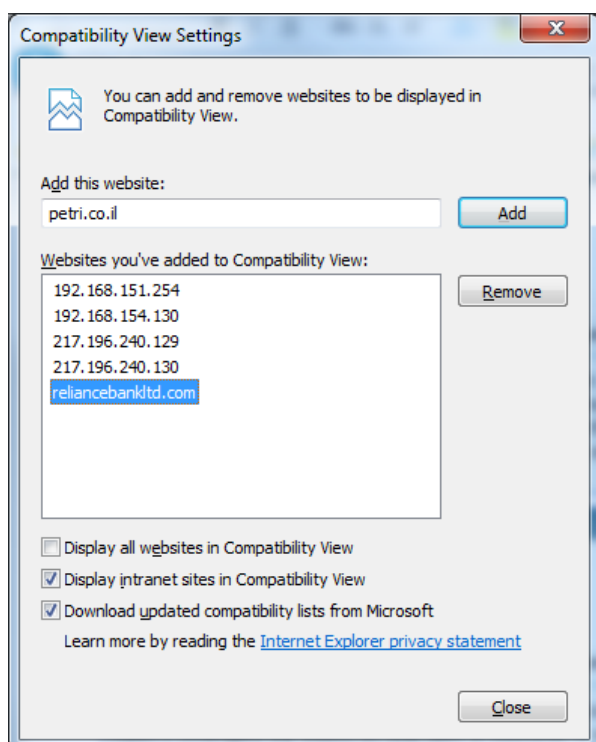 Compatibility View Settings
You can add and remove websites to be displayed in
Compatibility View.
Add this website:
petri.co.il
Add
Websites you've added to Compatibility View:
192.168.151.254
Remove
192.168.154.130
217.196.240.129
217.196.240.130
reliancebankltd.com
Display all websites in Compatibility View
Display intranet sites in Compatibility View
Download updated compatibility lists from Microsoft
Learn more by reading the Internet Explorer privacy statement
Close